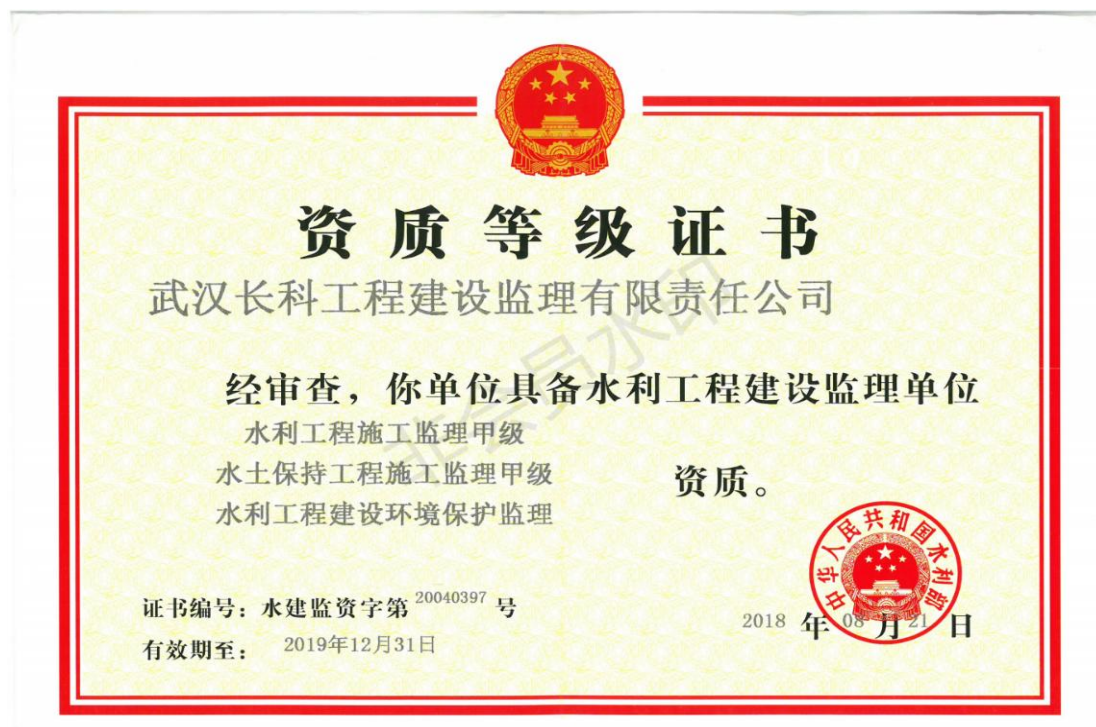 资质等级证书
武汉长科工程建设监理有限责任公司
经审查，你单位具备水利工程建设监理单位
水利工程施工监理甲级
水土保持工程施工监理甲级
资质。
水利工程建设环境保护监理
中华人民共和国水利部
证书编号：水建监资字第 20040397 号
2018 年 08 月 21 日
有效期至： 2019年12月31日
非会员水印